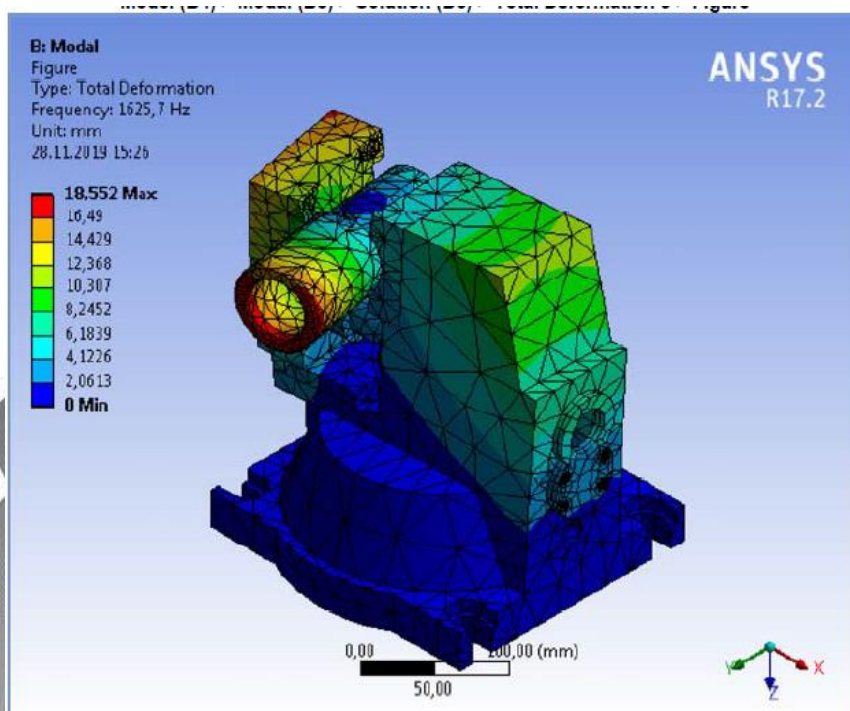 B: Modal
Figure
Type: Total Deformation
Frequency: 1625,7 Hz
Unit: mm
28.11.2019 15:26
ANSYS
R17.2
18,552 Max
16,49
14,429
12,368
10,307
8,2452
6,1839
4,1226
2,0613
0 Min
0,00
100,00 (mm)
50,00
Y
X
Z